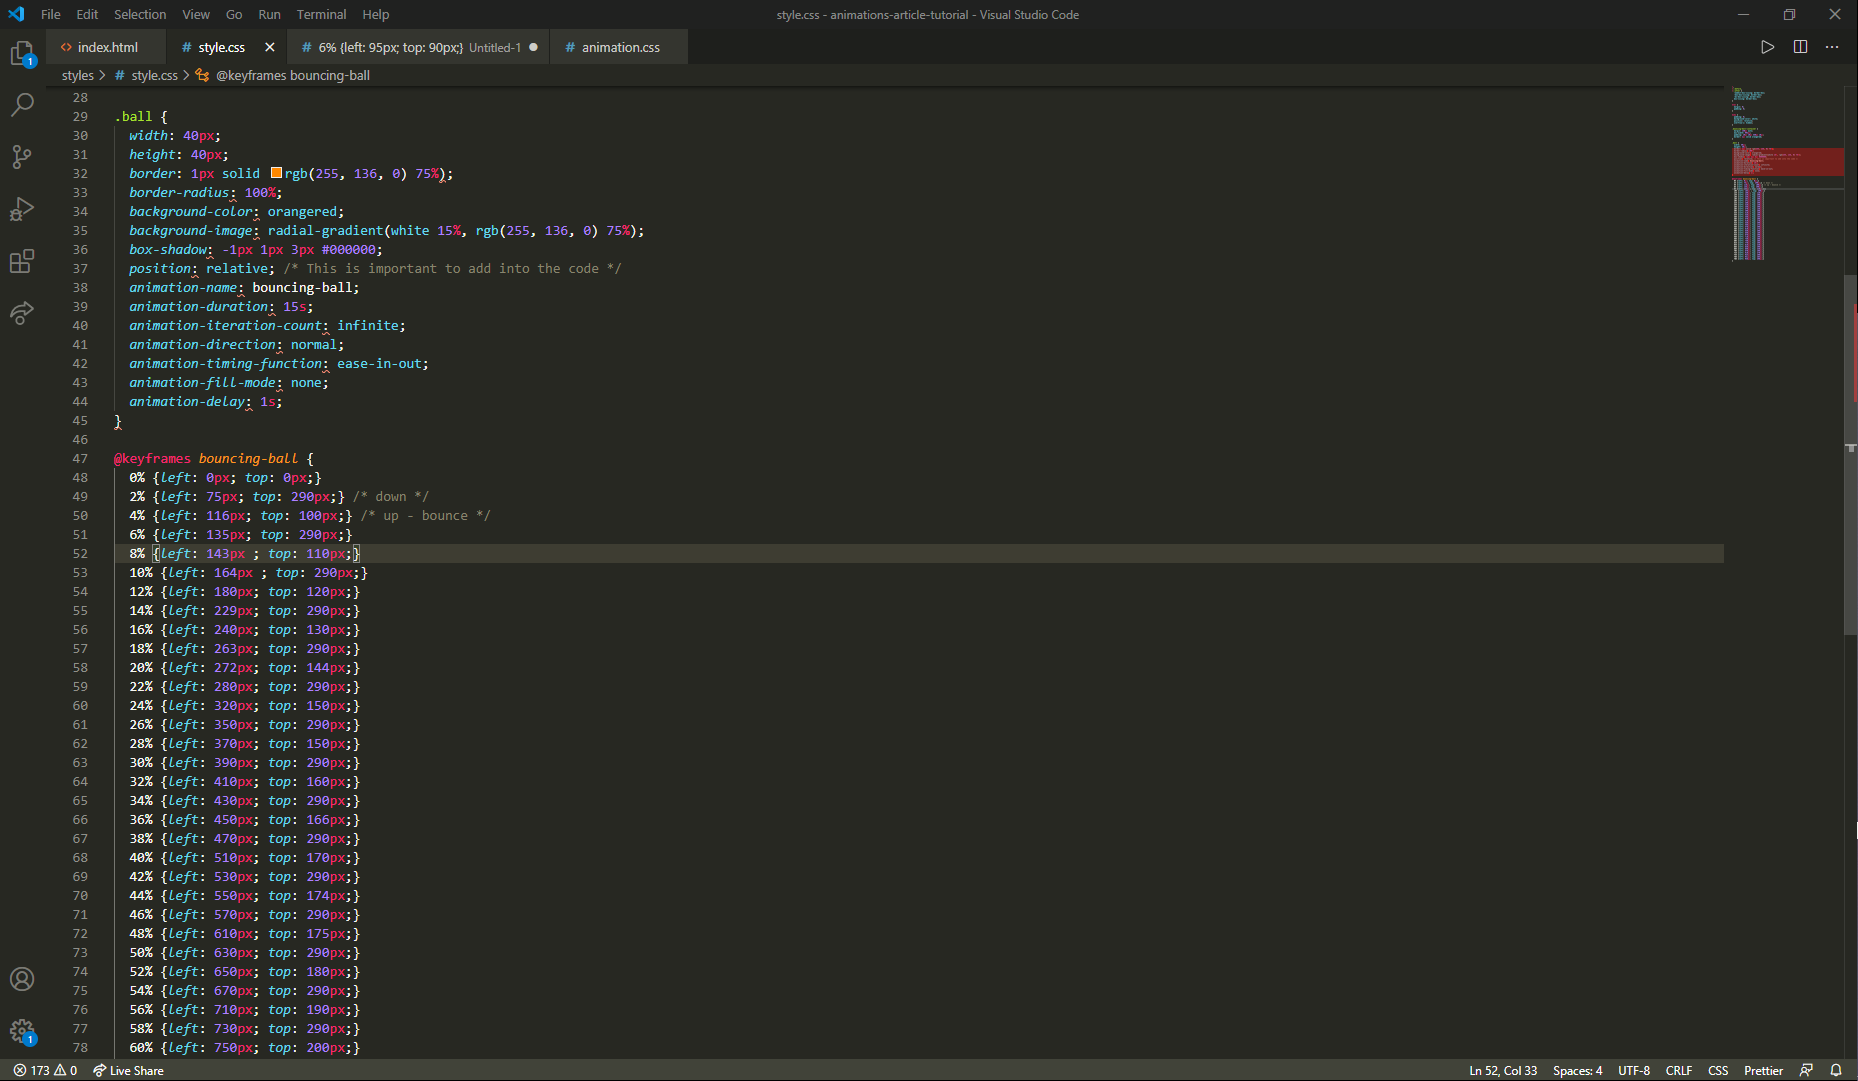 File Edit Selection View Go Run Terminal Help
style.css - animations-article-tutorial - Visual Studio Code
<> index.html
# style.css
# 6% {left: 95px; top: 90px;} Untitled-1
# animation.css
styles > # style.css > @keyframes bouncing-ball
28
29 .ball {
30 width: 40px;
31 height: 40px;
32 border: 1px solid rgb(255, 136, 0) 75%);
33 border-radius: 100%;
34 background-color: orangered;
35 background-image: radial-gradient(white 15%, rgb(255, 136, 0) 75%);
36 box-shadow: -1px 1px 3px #000000;
37 position: relative; /* This is important to add into the code */
38 animation-name: bouncing-ball;
39 animation-duration: 15s;
40 animation-iteration-count: infinite;
41 animation-direction: normal;
42 animation-timing-function: ease-in-out;
43 animation-fill-mode: none;
44 animation-delay: 1s;
45 }
46
47 @keyframes bouncing-ball {
48 0% {left: 0px; top: 0px;}
49 2% {left: 75px; top: 290px;} /* down */
50 4% {left: 116px; top: 100px;} /* up - bounce */
51 6% {left: 135px; top: 290px;}
52 8% {left: 143px ; top: 110px;}
53 10% {left: 164px ; top: 290px;}
54 12% {left: 180px; top: 120px;}
55 14% {left: 229px; top: 290px;}
56 16% {left: 240px; top: 130px;}
57 18% {left: 263px; top: 290px;}
58 20% {left: 272px; top: 144px;}
59 22% {left: 280px; top: 290px;}
60 24% {left: 320px; top: 150px;}
61 26% {left: 350px; top: 290px;}
62 28% {left: 370px; top: 150px;}
63 30% {left: 390px; top: 290px;}
64 32% {left: 410px; top: 160px;}
65 34% {left: 430px; top: 290px;}
66 36% {left: 450px; top: 166px;}
67 38% {left: 470px; top: 290px;}
68 40% {left: 510px; top: 170px;}
69 42% {left: 530px; top: 290px;}
70 44% {left: 550px; top: 174px;}
71 46% {left: 570px; top: 290px;}
72 48% {left: 610px; top: 175px;}
73 50% {left: 630px; top: 290px;}
74 52% {left: 650px; top: 180px;}
75 54% {left: 670px; top: 290px;}
76 56% {left: 710px; top: 190px;}
77 58% {left: 730px; top: 290px;}
78 60% {left: 750px; top: 200px;}
1
1
173 0 Live Share
Ln 52, Col 33 Spaces: 4 UTF-8 CRLF CSS Prettier